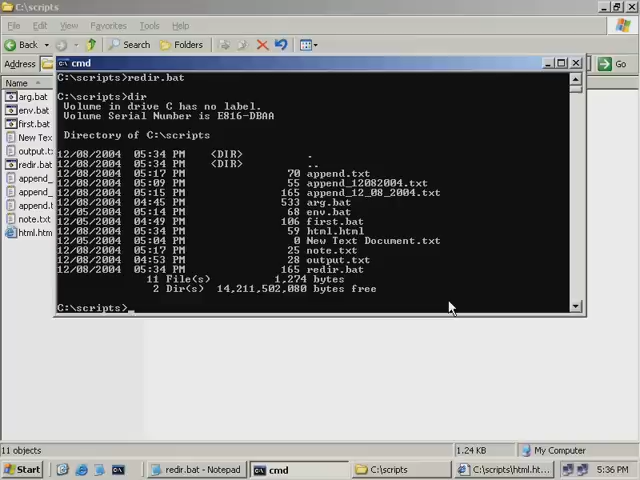 C:\scripts
File Edit View Favorites Tools Help
Back Search Folders
Address Go
Name
arg.bat
env.bat
first.bat
New Tex
output.tx
redir.bat
append_
append_
append.t
note.txt
html.htm
cmd
C:\scripts>redir.bat
C:\scripts>dir
Volume in drive C has no label.
Volume Serial Number is E816-DBAA
Directory of C:\scripts
12/08/2004 05:34 PM <DIR> .
12/08/2004 05:34 PM <DIR> ..
12/08/2004 05:17 PM 70 append.txt
12/08/2004 05:09 PM 55 append_12082004.txt
12/08/2004 05:15 PM 165 append_12_08_2004.txt
12/08/2004 04:45 PM 533 arg.bat
12/08/2004 05:14 PM 68 env.bat
12/05/2004 04:49 PM 106 first.bat
12/08/2004 05:34 PM 59 html.html
12/08/2004 05:04 PM 0 New Text Document.txt
12/08/2004 05:17 PM 25 note.txt
12/08/2004 04:53 PM 28 output.txt
12/08/2004 05:34 PM 165 redir.bat
11 File(s) 1,274 bytes
2 Dir(s) 14,211,502,080 bytes free
C:\scripts>_
11 objects 1.24 KB My Computer
Start redir.bat - Notepad cmd C:\scripts C:\scripts\html.ht... 5:36 PM